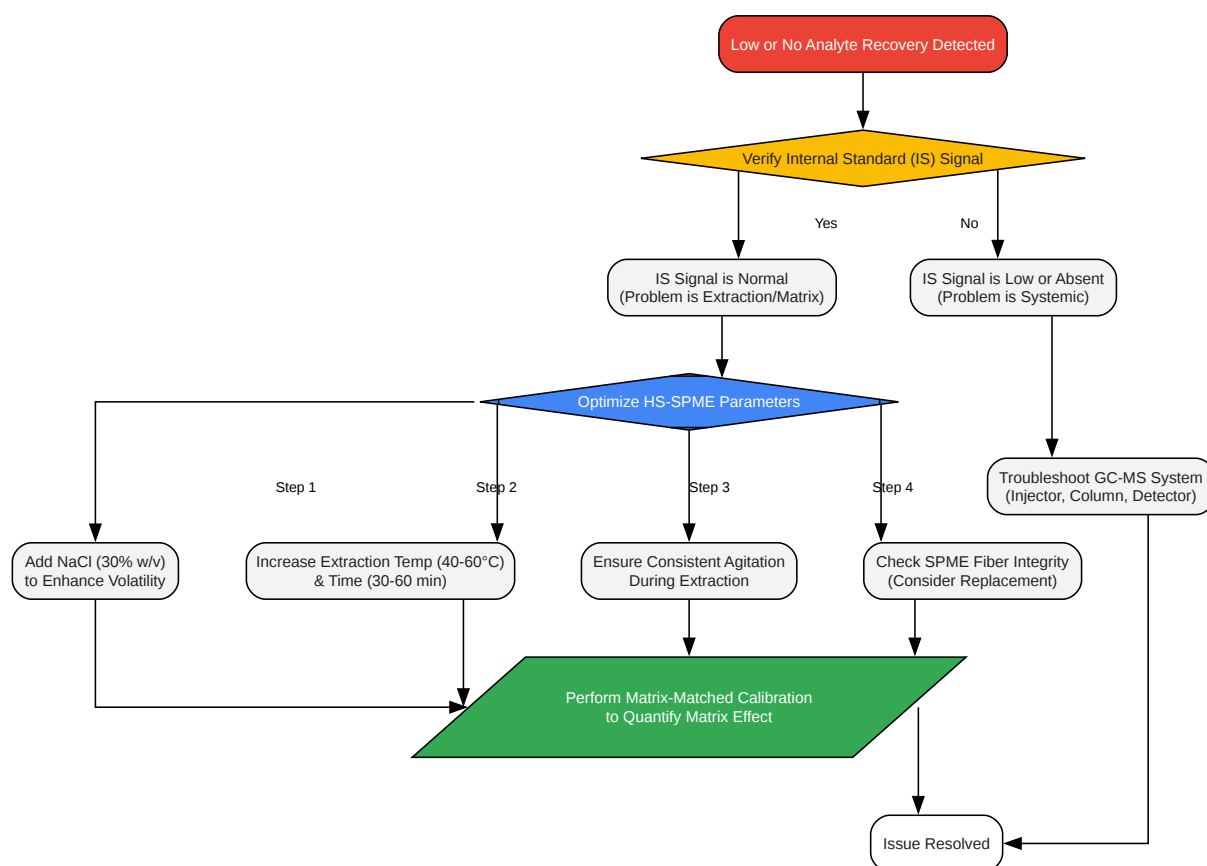 Low or No Analyte Recovery Detected
Verify Internal Standard (IS) Signal
Yes
No
IS Signal is Normal
(Problem is Extraction/Matrix)
IS Signal is Low or Absent
(Problem is Systemic)
Optimize HS-SPME Parameters
Step 1
Step 2
Step 3
Step 4
Troubleshoot GC-MS System
(Injector, Column, Detector)
Add NaCl (30% w/v)
to Enhance Volatility
Increase Extraction Temp (40-60°C)
& Time (30-60 min)
Ensure Consistent Agitation
During Extraction
Check SPME Fiber Integrity
(Consider Replacement)
Perform Matrix-Matched Calibration
to Quantify Matrix Effect
Issue Resolved